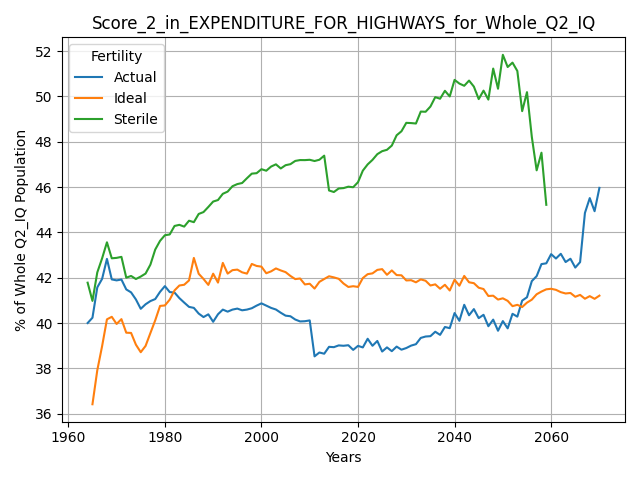 Score_2_in_EXPENDITURE_FOR_HIGHWAYS_for_Whole_Q2_IQ
Fertility
Actual
Ideal
Sterile
% of Whole Q2_IQ Population
52
50
48
46
44
42
40
38
36
1960
1980
2000
2020
2040
2060
Years